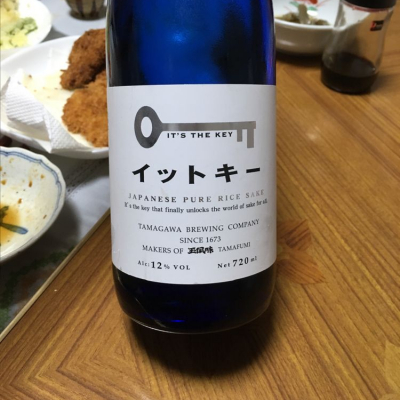 IT'S THE KEY
イットキー
JAPANESE PURE RICE SAKE
It's the key that finally unlocks the world of sake for all.
TAMAGAWA BREWING COMPANY
SINCE 1673
MAKERS OF 玉風味 TAMAFUMI
Alc. 12% VOL Net 720ml